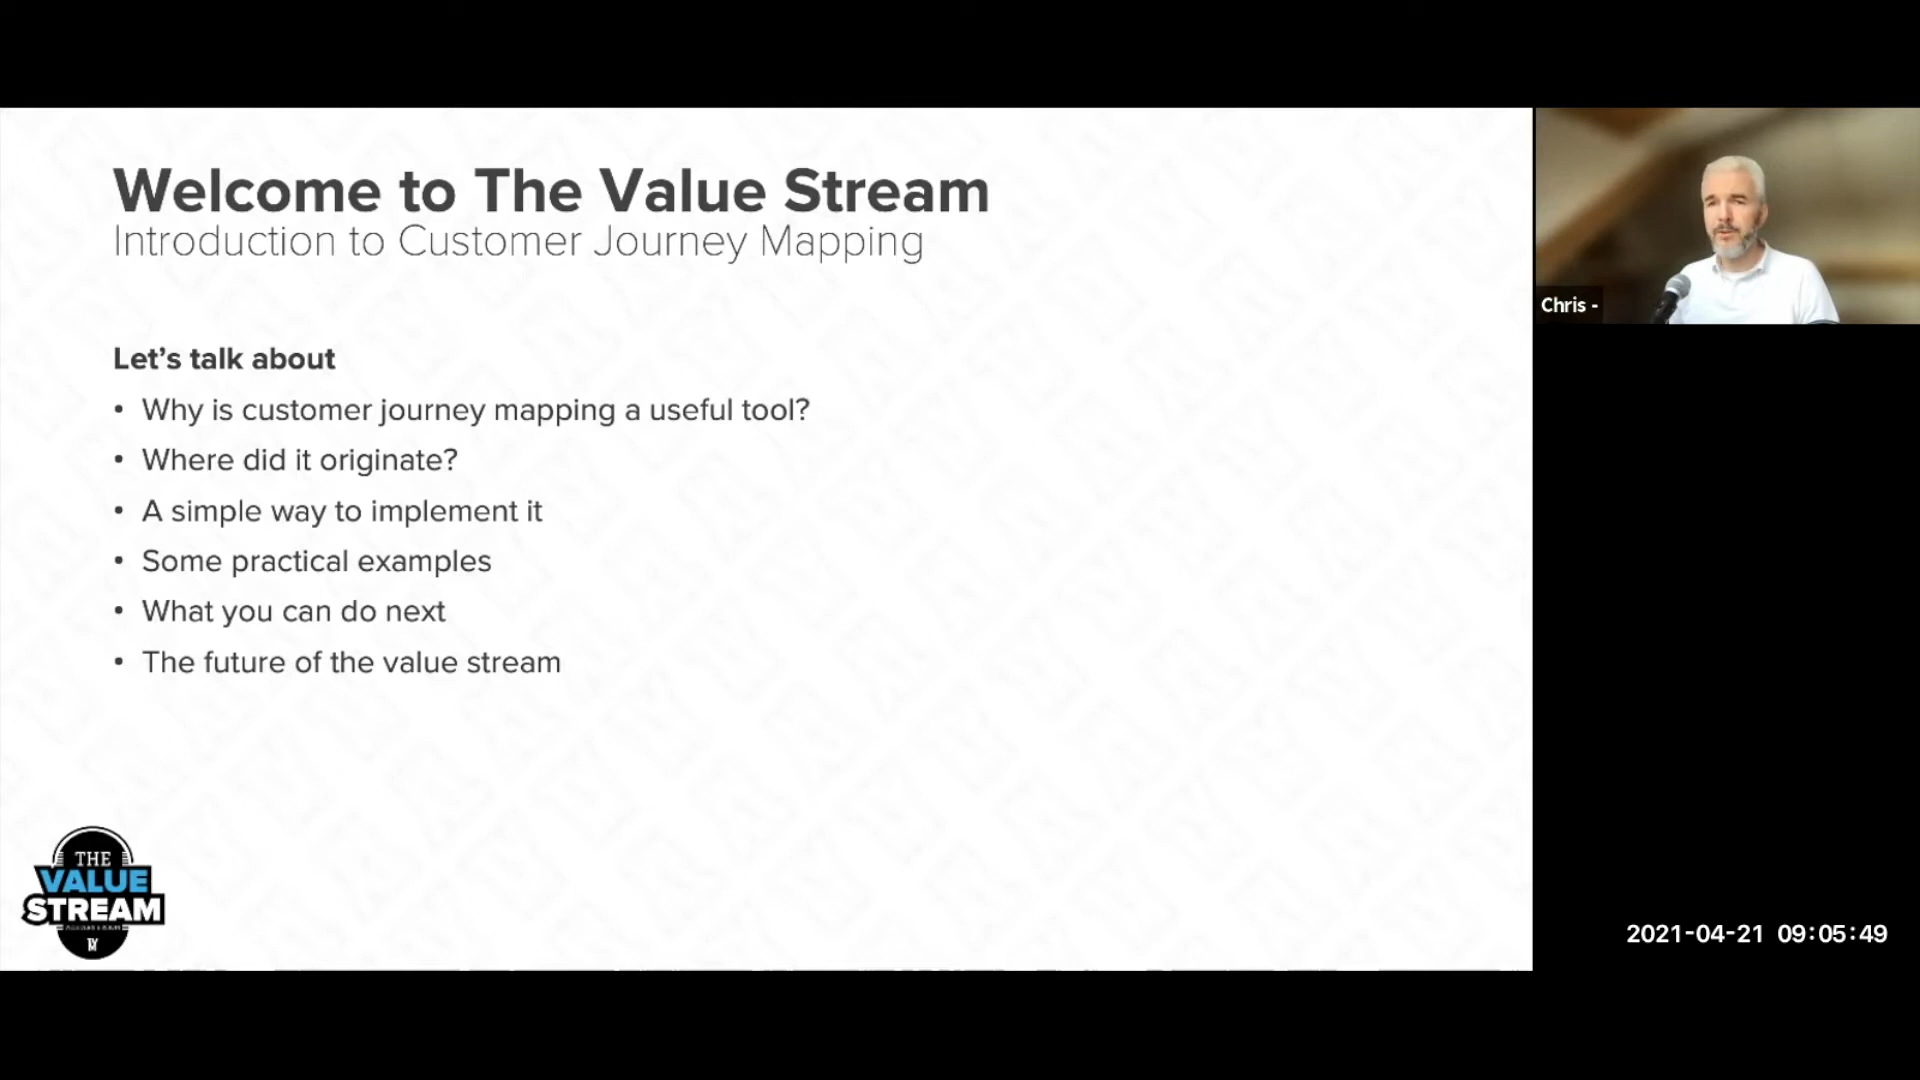 Welcome to The Value Stream
Introduction to Customer Journey Mapping
Let’s talk about
• Why is customer journey mapping a useful tool?
• Where did it originate?
• A simple way to implement it
• Some practical examples
• What you can do next
• The future of the value stream
Chris -
THE
VALUE
STREAM
2021-04-21 09:05:49